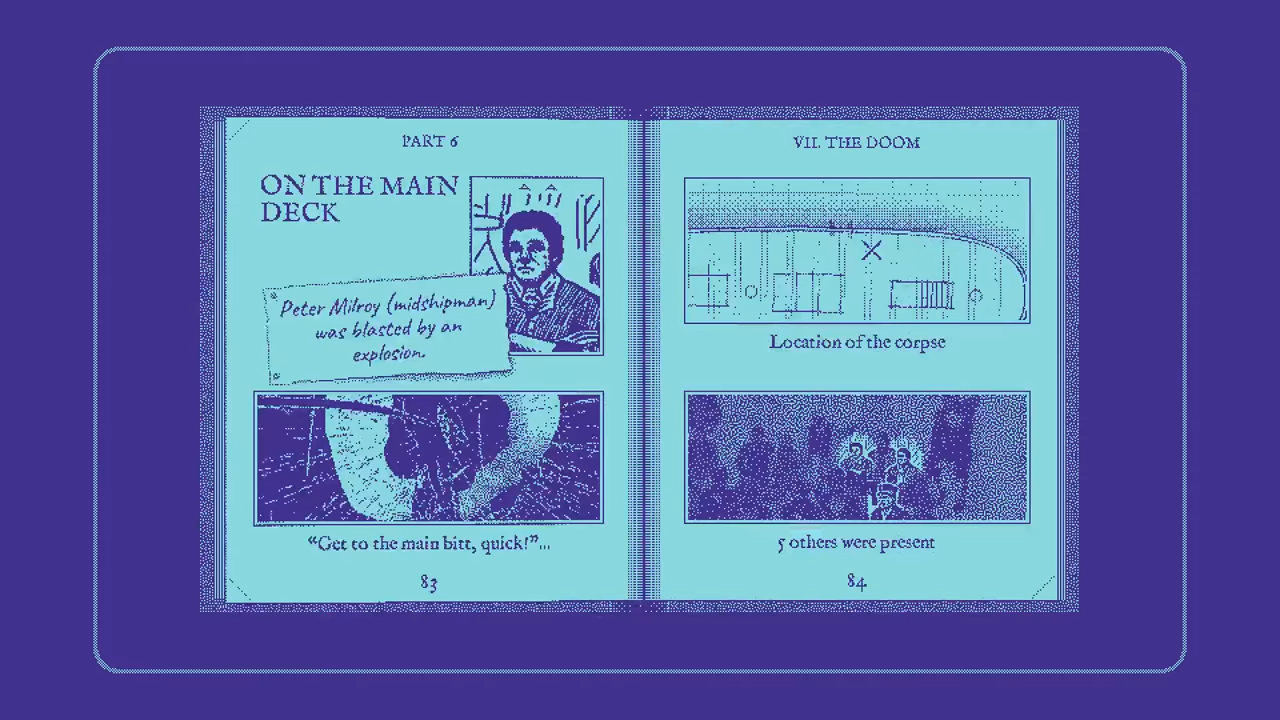 PART 6
ON THE MAIN
DECK
Peter Milroy (midshipman)
was blasted by an
explosion.
"Get to the main bitt, quick!"...
83
VII. THE DOOM
Location of the corpse
5 others were present
84